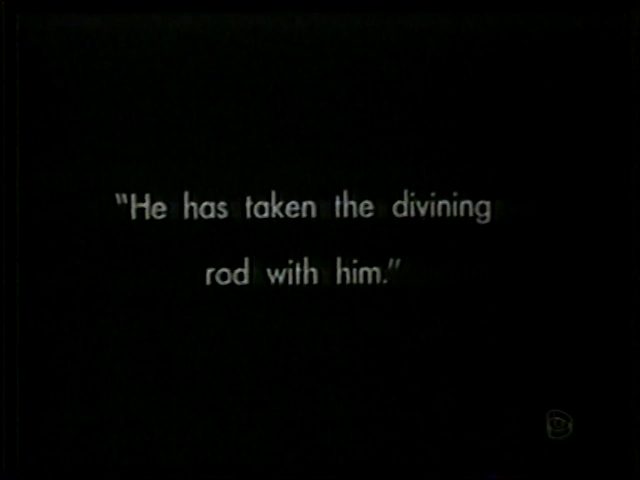 "He has taken the divining
rod with him."